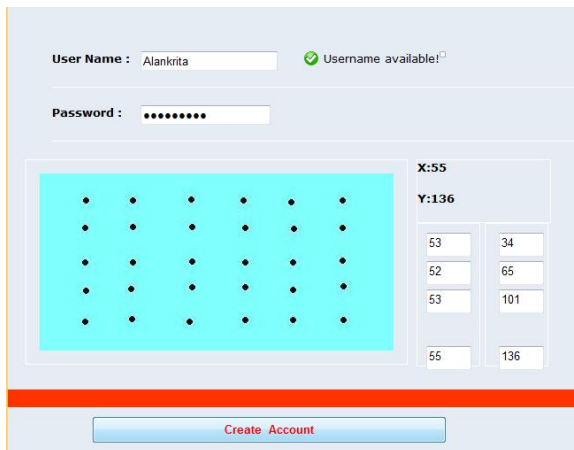 User Name : Alankrita Username available!
Password : •••••••••
X:55
Y:136
53 34
52 65
53 101
55 136
Create Account